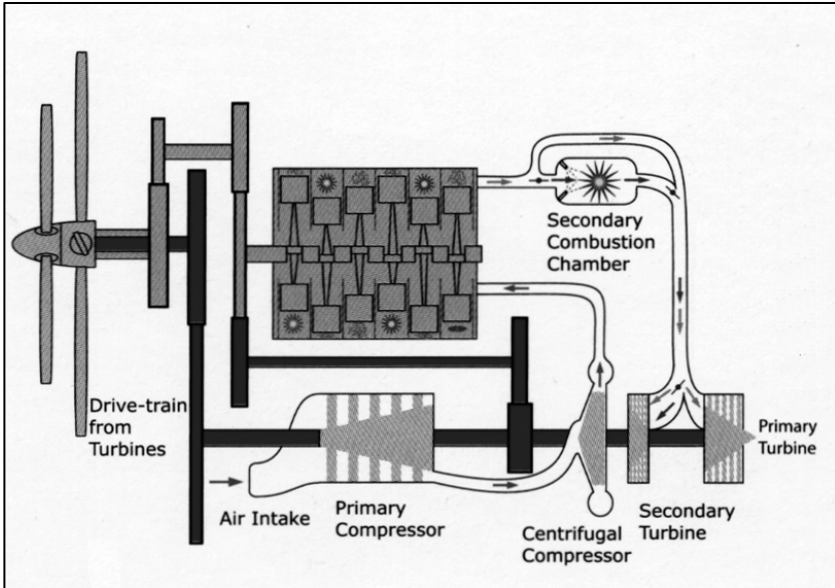 Secondary
Combustion
Chamber
Drive-train
from
Turbines
Primary
Turbine
Air Intake
Primary
Compressor
Centrifugal
Compressor
Secondary
Turbine